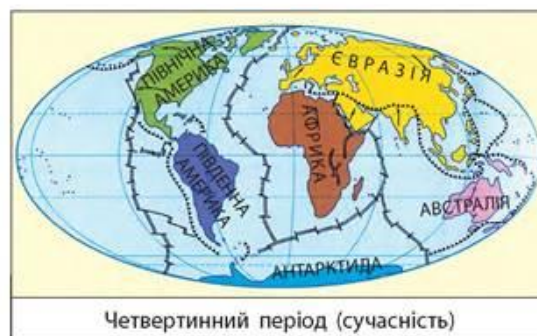 ПІВНІЧНА
АМЕРИКА
ЄВРАЗІЯ
АФРИКА
ПІВДЕННА
АМЕРИКА
АВСТРАЛІЯ
АНТАРКТИДА
Четвертинний період (сучасність)